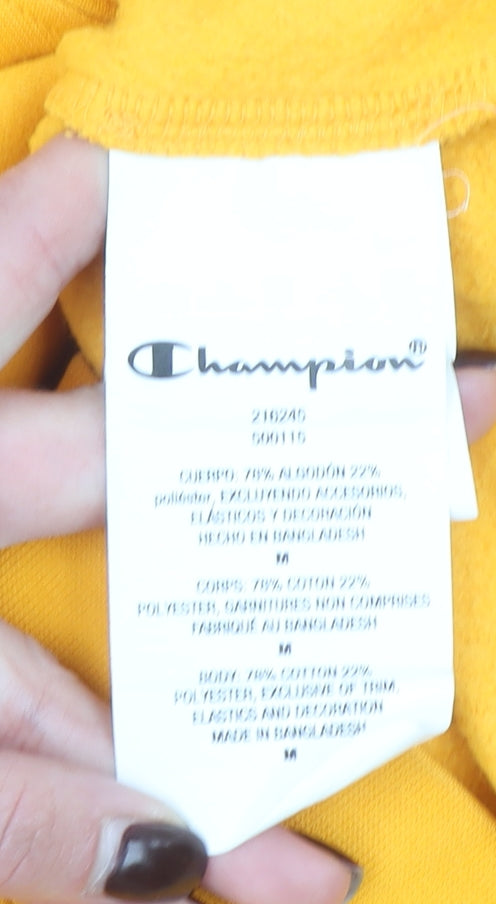 Champion®
216245
500115
CUERPO: 78% ALGODÓN 22%
poliéster, EXCLUYENDO ACCESORIOS,
ELÁSTICOS Y DECORACIÓN
HECHO EN BANGLADESH
M
CORPS: 78% COTON 22%
POLYESTER, GARNITURES NON COMPRISES
FABRIQUÉ AU BANGLADESH
M
BODY: 78% COTTON 22%
POLYESTER, EXCLUSIVE OF TRIM,
ELASTICS AND DECORATION
MADE IN BANGLADESH
M